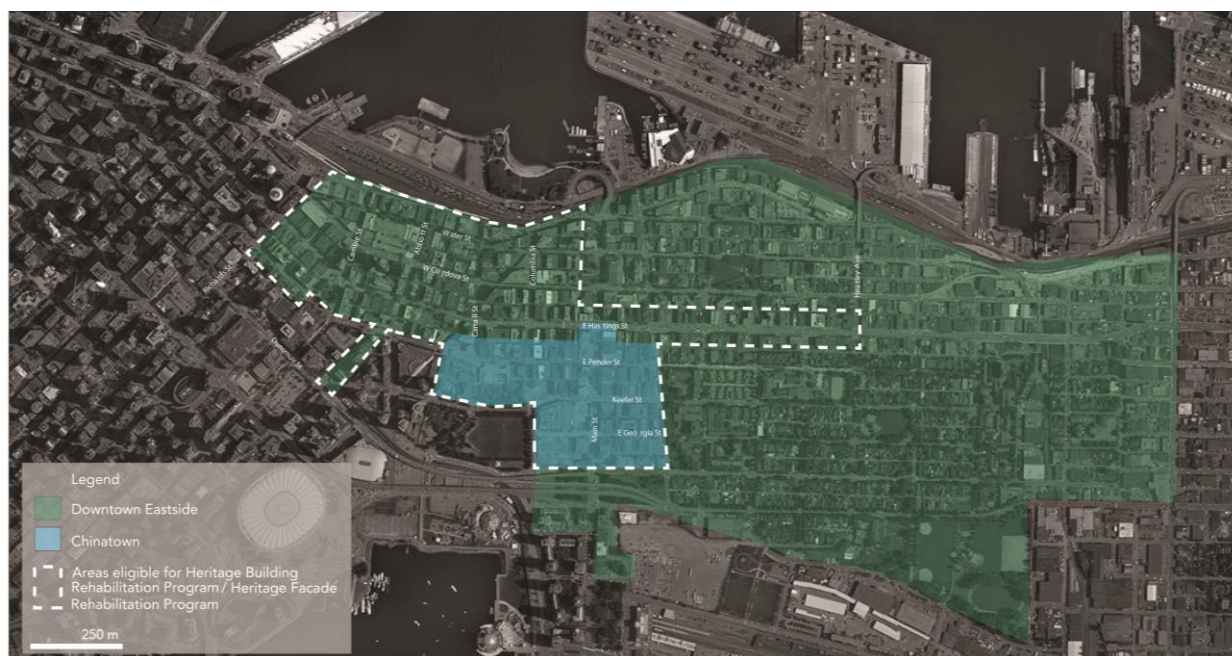 Water St
Abbott St
Cambie St
Columbia St
W Cordova St
Richards St
Heatley Ave
Carrall St
E Hastings St
Dunsmuir St
E Pender St
Keefer St
Main St
E Georgia St
Legend
Downtown Eastside
Chinatown
Areas eligible for Heritage Building
Rehabilitation Program / Heritage Facade
Rehabilitation Program
250 m